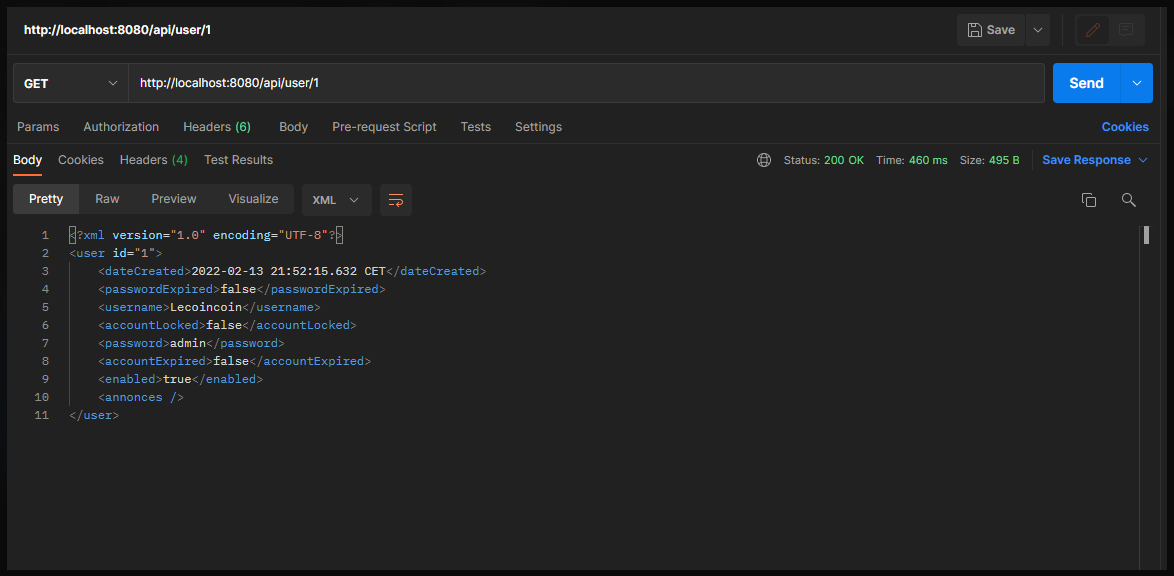 http://localhost:8080/api/user/1 Save
GET http://localhost:8080/api/user/1 Send
Params Authorization Headers (6) Body Pre-request Script Tests Settings Cookies
Body Cookies Headers (4) Test Results Status: 200 OK Time: 460 ms Size: 495 B Save Response
Pretty Raw Preview Visualize XML
1 <?xml version="1.0" encoding="UTF-8"?>
2 <user id="1">
3 <dateCreated>2022-02-13 21:52:15.632 CET</dateCreated>
4 <passwordExpired>false</passwordExpired>
5 <username>Lecoincoin</username>
6 <accountLocked>false</accountLocked>
7 <password>admin</password>
8 <accountExpired>false</accountExpired>
9 <enabled>true</enabled>
10 <annonces />
11 </user>